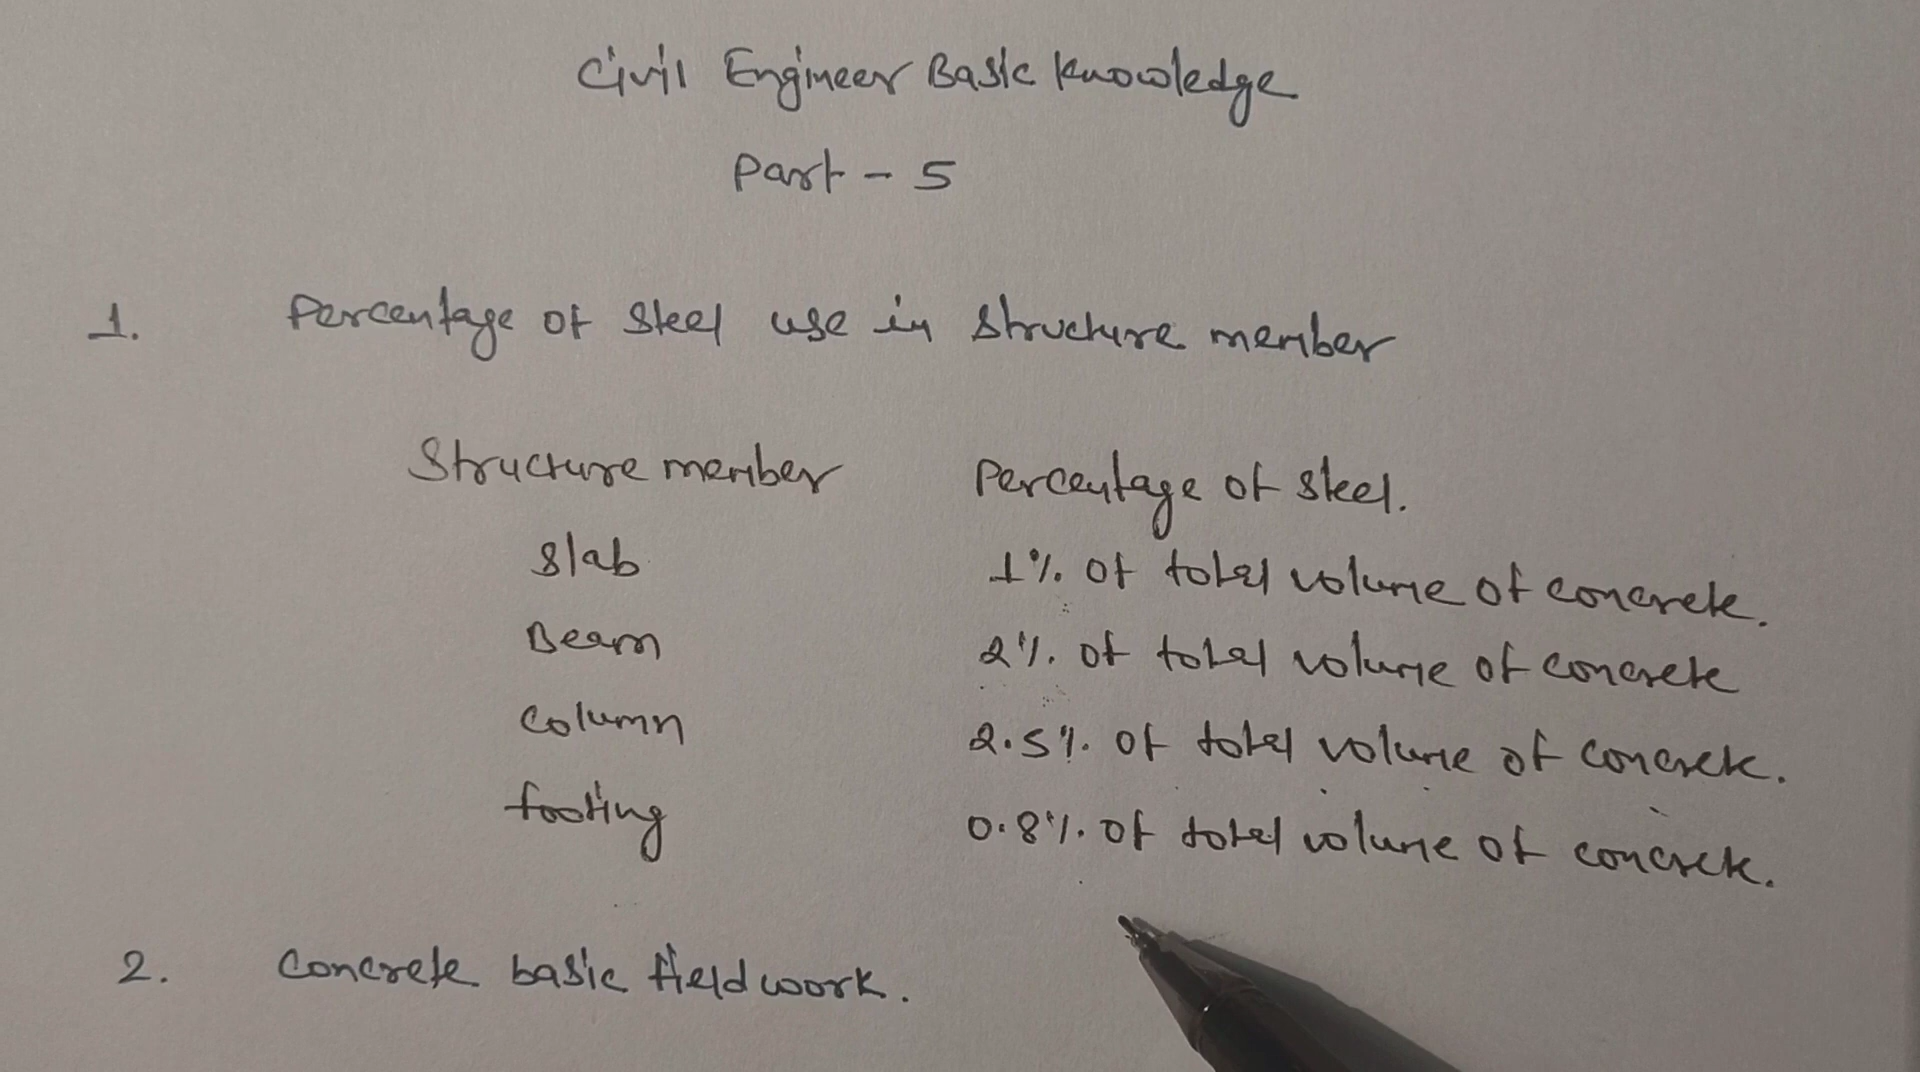 Civil Engineer Basic Knowledge
Part - 5
1. Percentage of steel use in structure member
Structure member Percentage of steel.
Slab 1% of total volume of concrete.
Beam 2% of total volume of concrete
Column 2.5% of total volume of concrete.
footing 0.8% of total volume of concrete.
2. Concrete basic field work.